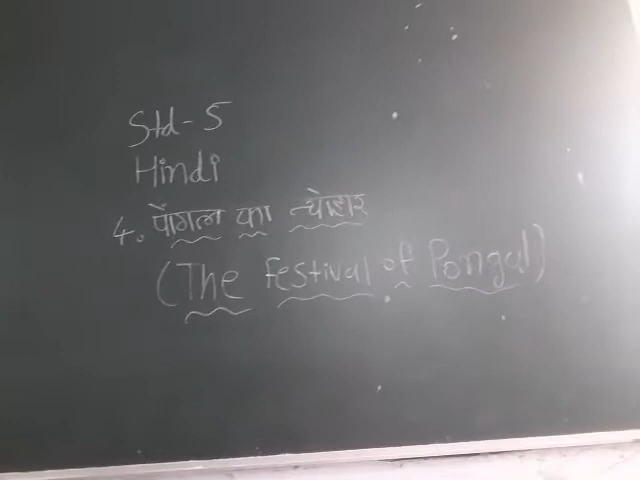 Std - 5
Hindi
4. पोंगल का त्योहार
(The festival of Pongal)